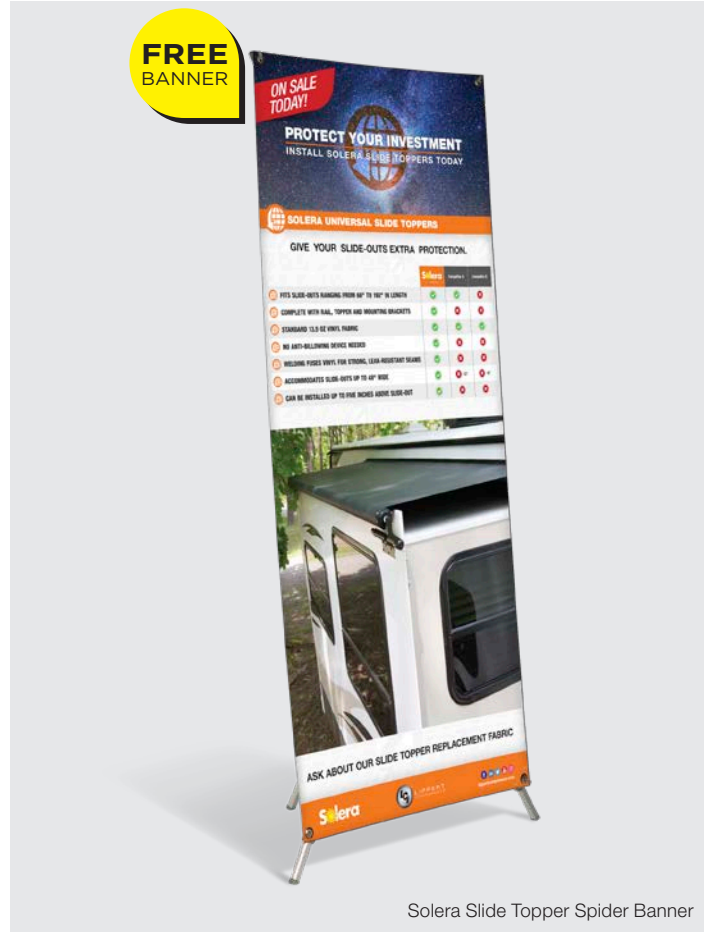 FREE
BANNER
ON SALE
TODAY!
PROTECT YOUR INVESTMENT
INSTALL SOLERA SLIDE TOPPERS TODAY
SOLERA UNIVERSAL SLIDE TOPPERS
GIVE YOUR SLIDE-OUTS EXTRA PROTECTION.
Solera
FITS SLIDE-OUTS RANGING FROM 66" TO 192" IN LENGTH
COMPLETE WITH RAIL, TOPPER AND MOUNTING BRACKETS
STANDARD 13.5 OZ VINYL FABRIC
NO ANTI-BILLOWING DEVICE NEEDED
WELDING FUSES VINYL FOR STRONG, LEAK-RESISTANT SEAMS
ACCOMMODATES SLIDE-OUTS UP TO 48" WIDE
CAN BE INSTALLED UP TO FIVE INCHES ABOVE SLIDE-OUT
ASK ABOUT OUR SLIDE TOPPER REPLACEMENT FABRIC
Solera
LIPPERT
Solera Slide Topper Spider Banner